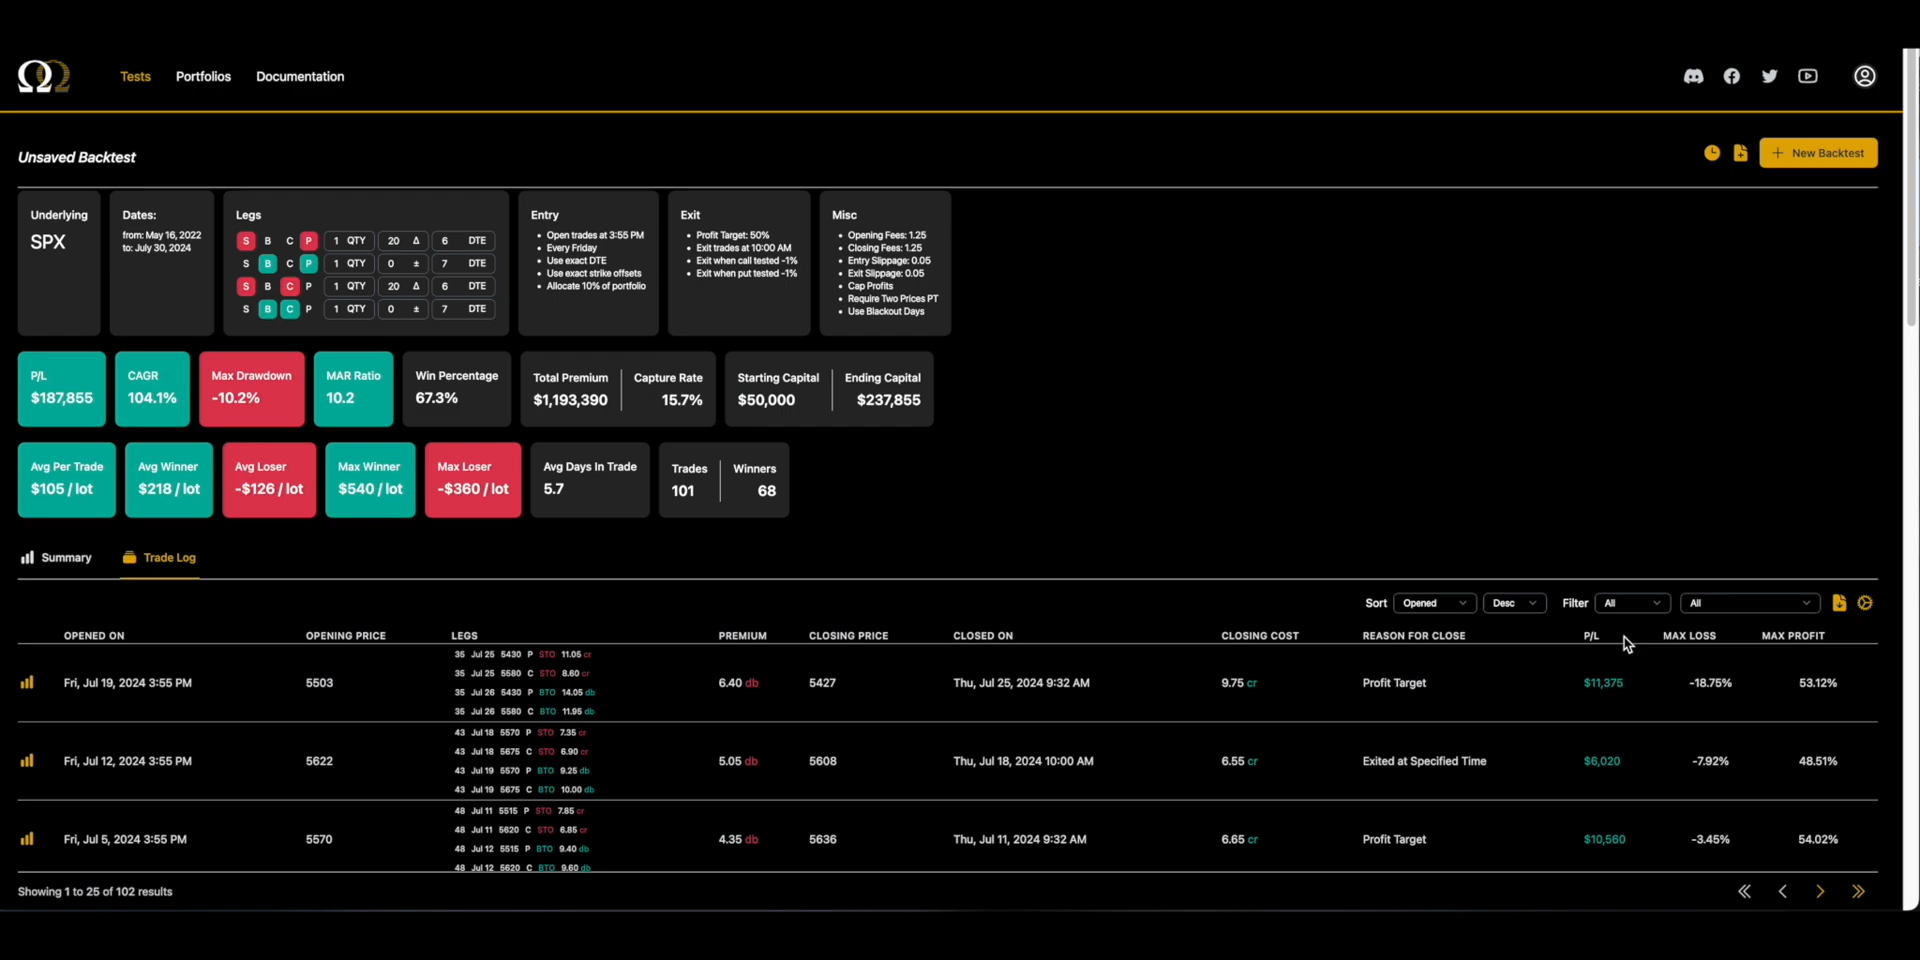 Tests Portfolios Documentation
Unsaved Backtest
New Backtest
Underlying
SPX
Dates:
from: May 16, 2022
to: July 30, 2024
Legs
S B C P 1 QTY 20 Δ 6 DTE
S B C P 1 QTY 0 ± 7 DTE
S B C P 1 QTY 20 Δ 6 DTE
S B C P 1 QTY 0 ± 7 DTE
Entry
• Open trades at 3:55 PM
• Every Friday
• Use exact DTE
• Use exact strike offsets
• Allocate 10% of portfolio
Exit
• Profit Target: 50%
• Exit trades at 10:00 AM
• Exit when call tested -1%
• Exit when put tested -1%
Misc
• Opening Fees: 1.25
• Closing Fees: 1.25
• Entry Slippage: 0.05
• Exit Slippage: 0.05
• Cap Profits
• Require Two Prices PT
• Use Blackout Days
P/L
$187,855
CAGR
104.1%
Max Drawdown
-10.2%
MAR Ratio
10.2
Win Percentage
67.3%
Total Premium
$1,193,390
Capture Rate
15.7%
Starting Capital
$50,000
Ending Capital
$237,855
Avg Per Trade
$105 / lot
Avg Winner
$218 / lot
Avg Loser
-$126 / lot
Max Winner
$540 / lot
Max Loser
-$360 / lot
Avg Days In Trade
5.7
Trades
101
Winners
68
Summary Trade Log
Sort Opened Desc Filter All All
OPENED ON OPENING PRICE LEGS PREMIUM CLOSING PRICE CLOSED ON CLOSING COST REASON FOR CLOSE P/L MAX LOSS MAX PROFIT
35 Jul 25 5430 P STO 11.05 cr
35 Jul 25 5580 C STO 8.60 cr
Fri, Jul 19, 2024 3:55 PM 5503 6.40 db 5427 Thu, Jul 25, 2024 9:32 AM 9.75 cr Profit Target $11,375 -18.75% 53.12%
35 Jul 26 5430 P BTO 14.05 db
35 Jul 26 5580 C BTO 11.95 db
43 Jul 18 5570 P STO 7.35 cr
43 Jul 18 5675 C STO 6.90 cr
Fri, Jul 12, 2024 3:55 PM 5622 5.05 db 5608 Thu, Jul 18, 2024 10:00 AM 6.55 cr Exited at Specified Time $6,020 -7.92% 48.51%
43 Jul 19 5570 P BTO 9.25 db
43 Jul 19 5675 C BTO 10.00 db
48 Jul 11 5515 P STO 7.85 cr
48 Jul 11 5620 C STO 6.85 cr
Fri, Jul 5, 2024 3:55 PM 5570 4.35 db 5636 Thu, Jul 11, 2024 9:32 AM 6.65 cr Profit Target $10,560 -3.45% 54.02%
48 Jul 12 5515 P BTO 9.40 db
48 Jul 12 5620 C BTO 9.60 db
Showing 1 to 25 of 102 results